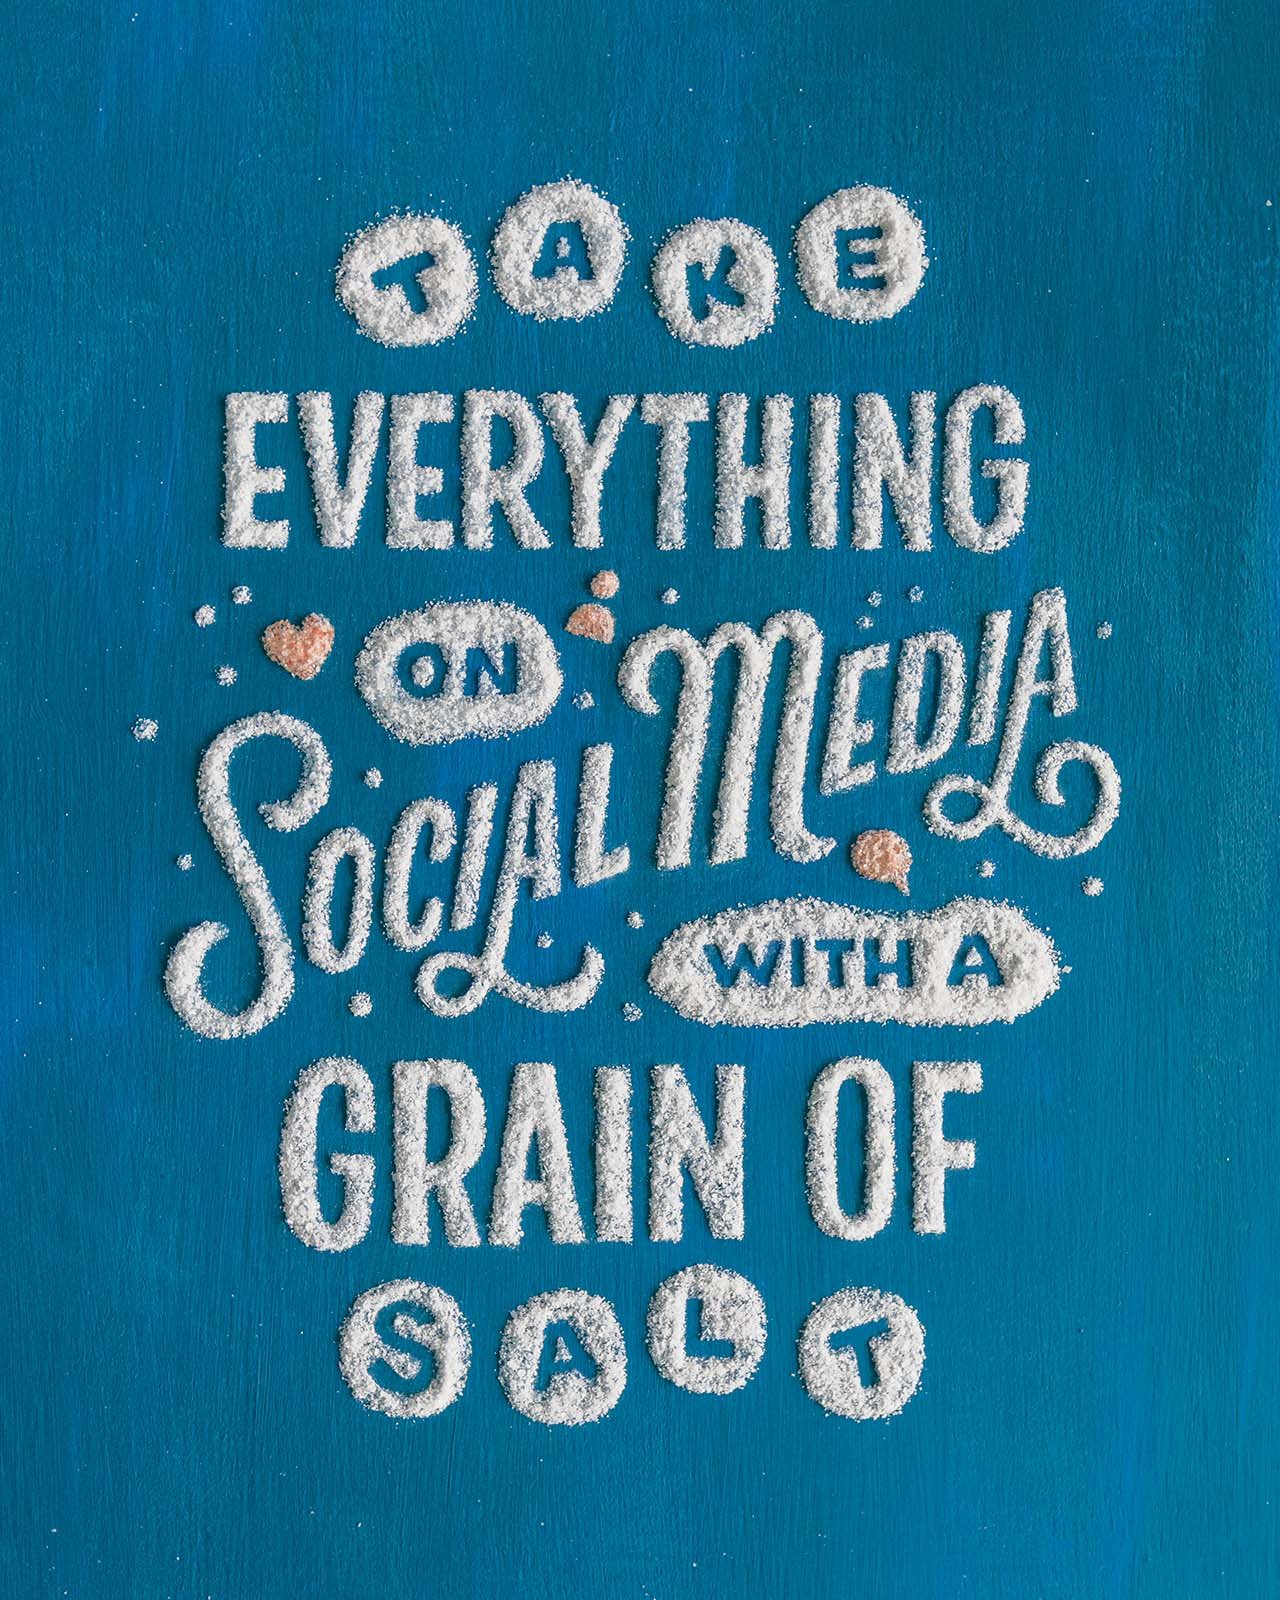 TAKE
EVERYTHING
ON
SOCIAL MEDIA
WITH A
GRAIN OF
SALT